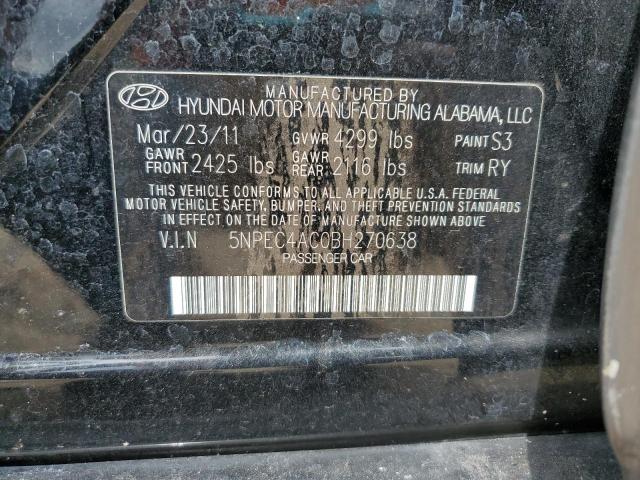 MANUFACTURED BY
HYUNDAI MOTOR MANUFACTURING ALABAMA, LLC
Mar/23/11 GVWR 4299 lbs PAINT S3
GAWR FRONT 2425 lbs GAWR REAR 2116 lbs TRIM RY
THIS VEHICLE CONFORMS TO ALL APPLICABLE U.S.A. FEDERAL
MOTOR VEHICLE SAFETY, BUMPER, AND THEFT PREVENTION STANDARDS
IN EFFECT ON THE DATE OF MANUFACTURE SHOWN ABOVE.
V.I.N 5NPEC4AC0BH270638
PASSENGER CAR